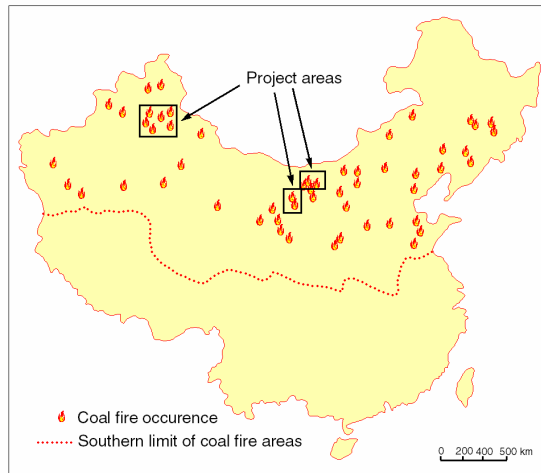 Project areas
Coal fire occurence
Southern limit of coal fire areas
0 200 400 500 km